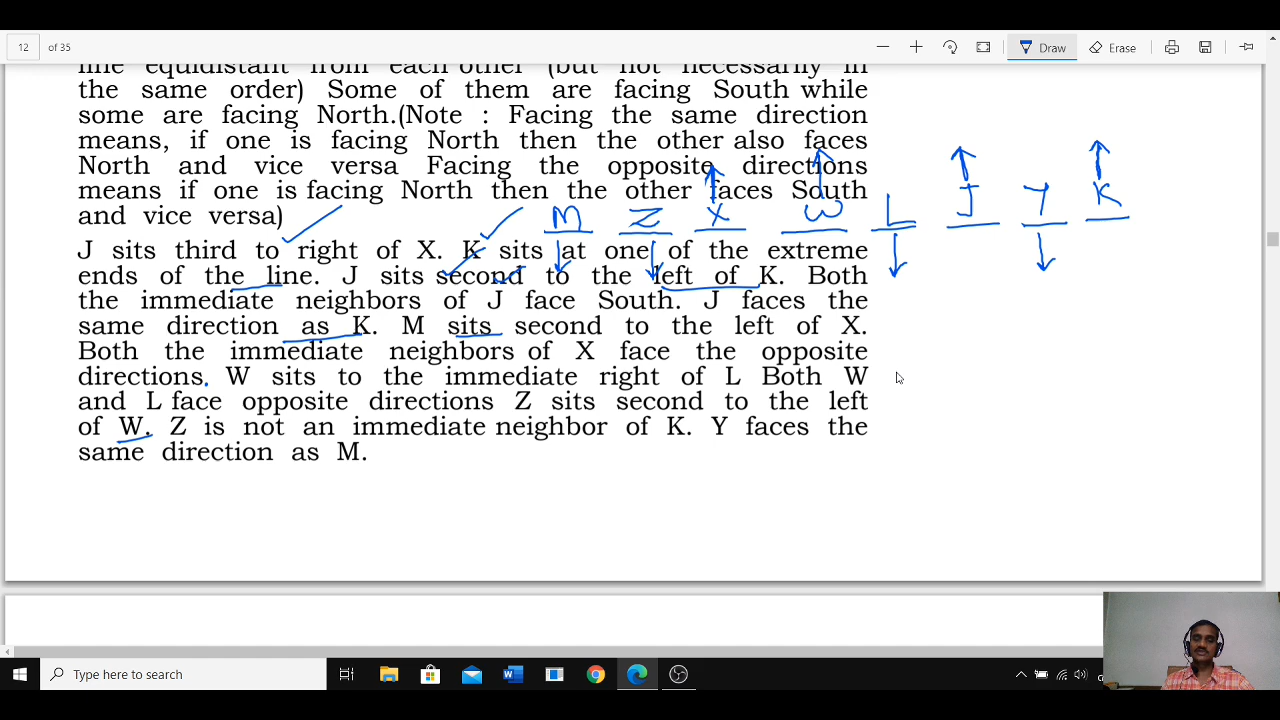 12 of 35 Draw Erase
line equidistant from each other (but not necessarily in
the same order) Some of them are facing South while
some are facing North.(Note : Facing the same direction
means, if one is facing North then the other also faces
North and vice versa Facing the opposite directions
means if one is facing North then the other faces South
and vice versa)
M Z X W L J Y K
J sits third to right of X. K sits at one of the extreme
ends of the line. J sits second to the left of K. Both
the immediate neighbors of J face South. J faces the
same direction as K. M sits second to the left of X.
Both the immediate neighbors of X face the opposite
directions. W sits to the immediate right of L Both W
and L face opposite directions Z sits second to the left
of W. Z is not an immediate neighbor of K. Y faces the
same direction as M.
Type here to search